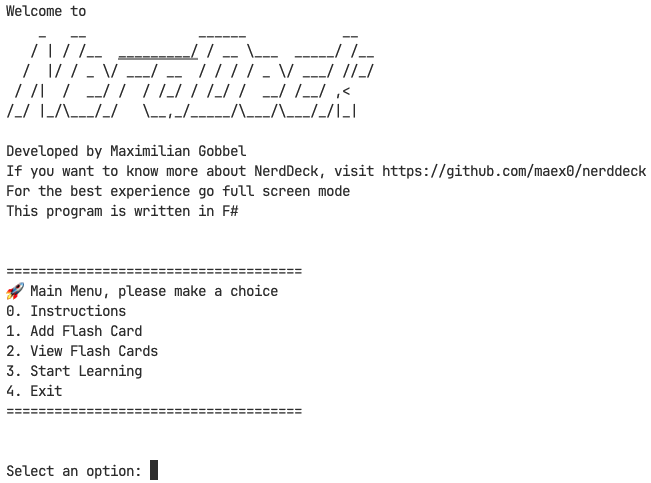 Welcome to
NerdDeck
Developed by Maximilian Gobbel
If you want to know more about NerdDeck, visit https://github.com/maex0/nerddeck
For the best experience go full screen mode
This program is written in F#
=====================================
🚀 Main Menu, please make a choice
0. Instructions
1. Add Flash Card
2. View Flash Cards
3. Start Learning
4. Exit
=====================================
Select an option: